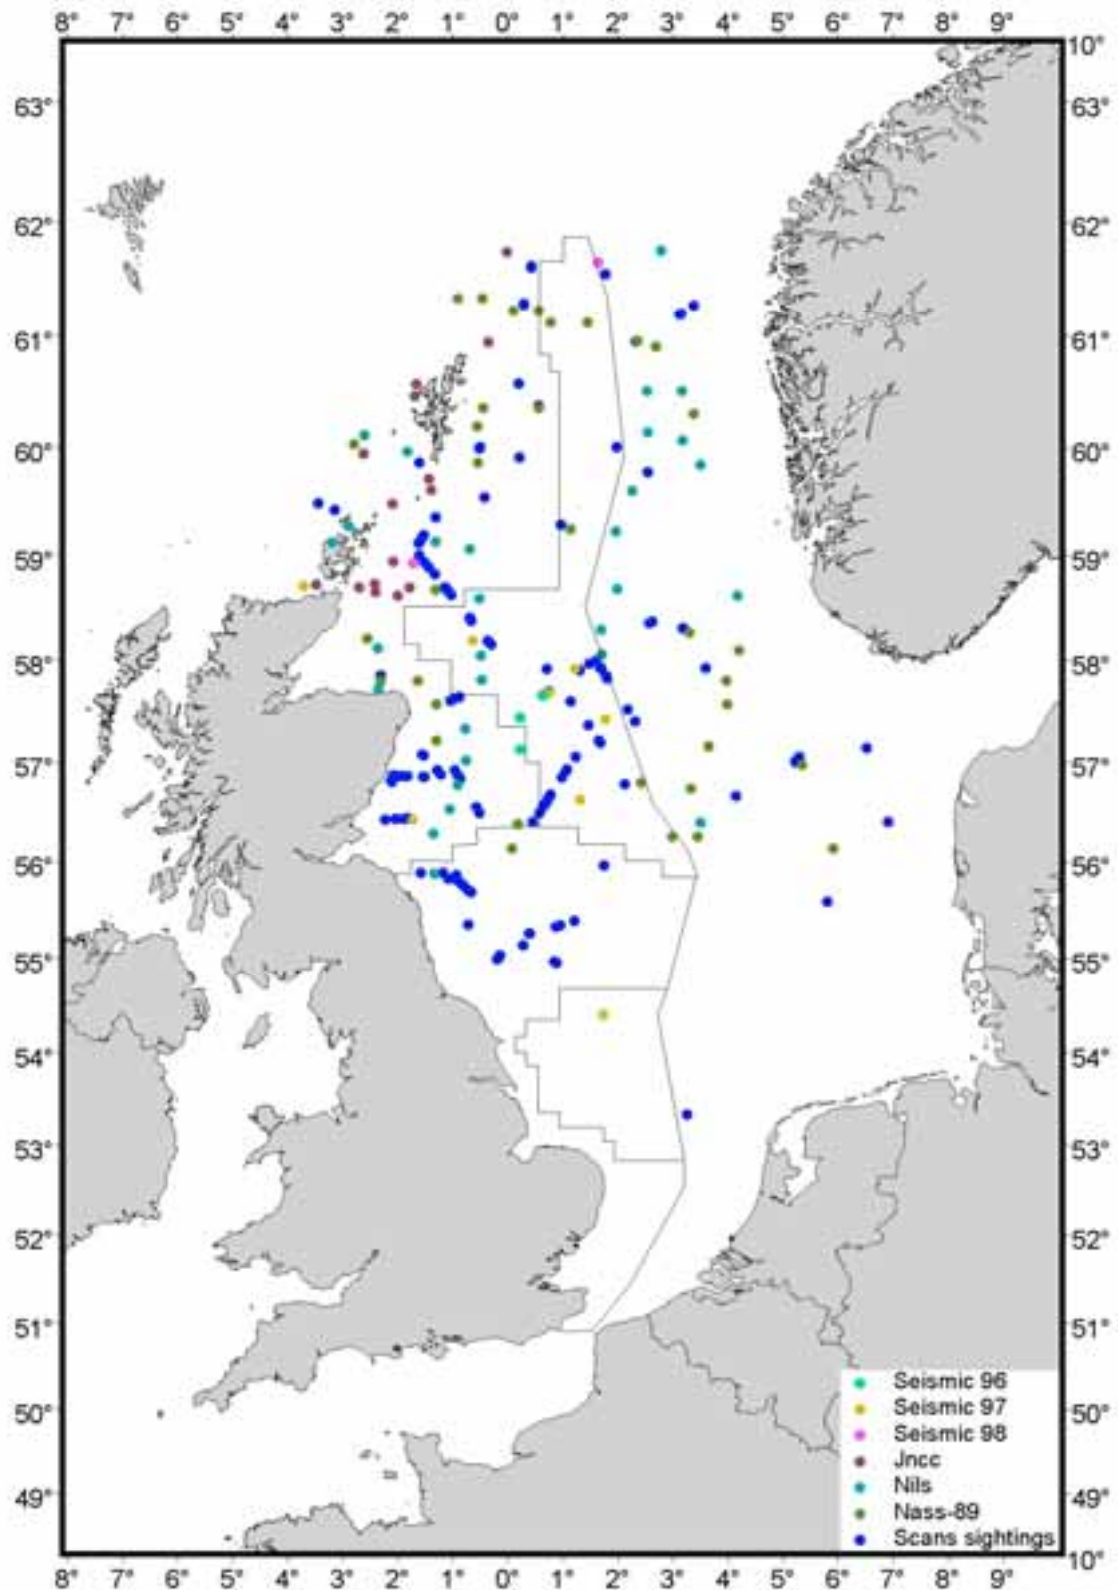 8° 7° 6° 5° 4° 3° 2° 1° 0° 1° 2° 3° 4° 5° 6° 7° 8° 9°
10°
63° 63°
62° 62°
61° 61°
60° 60°
59° 59°
58° 58°
57° 57°
56° 56°
55° 55°
54° 54°
53° 53°
52° 52°
51° 51°
50° 50°
49° 49°
Seismic 96
Seismic 97
Seismic 98
Jncc
Nils
Nass-89
Scans sightings
10°
8° 7° 6° 5° 4° 3° 2° 1° 0° 1° 2° 3° 4° 5° 6° 7° 8° 9°